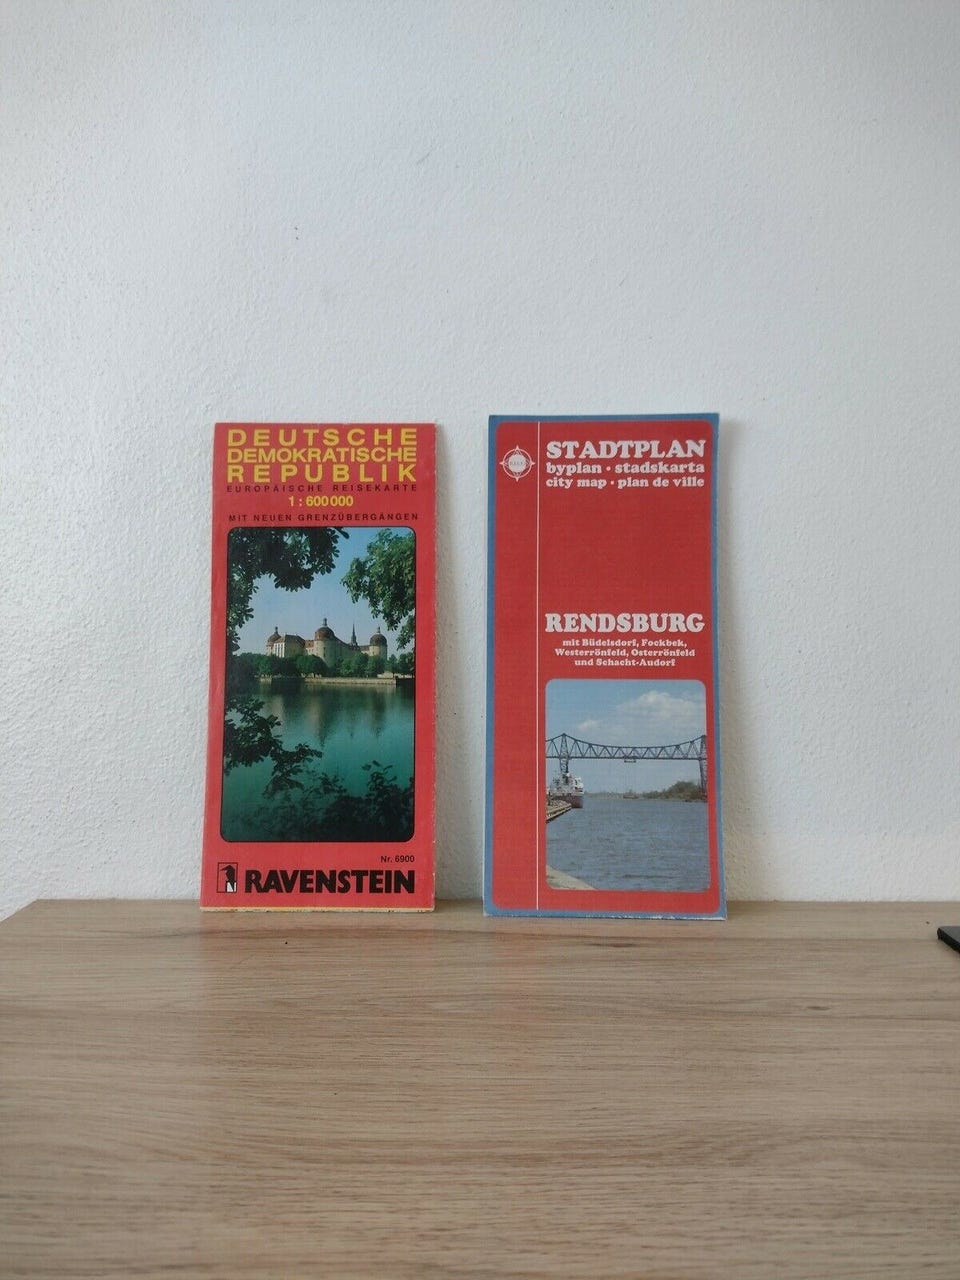 DEUTSCHE
DEMOKRATISCHE
REPUBLIK
EUROPÄISCHE REISEKARTE
1 : 600 000
MIT NEUEN GRENZÜBERGÄNGEN
Nr. 6900
RAVENSTEIN
STADTPLAN
byplan • stadskarta
city map • plan de ville
RENDSBURG
mit Büdelsdorf, Fockbek,
Westerrönfeld, Osterrönfeld
und Schacht-Audorf